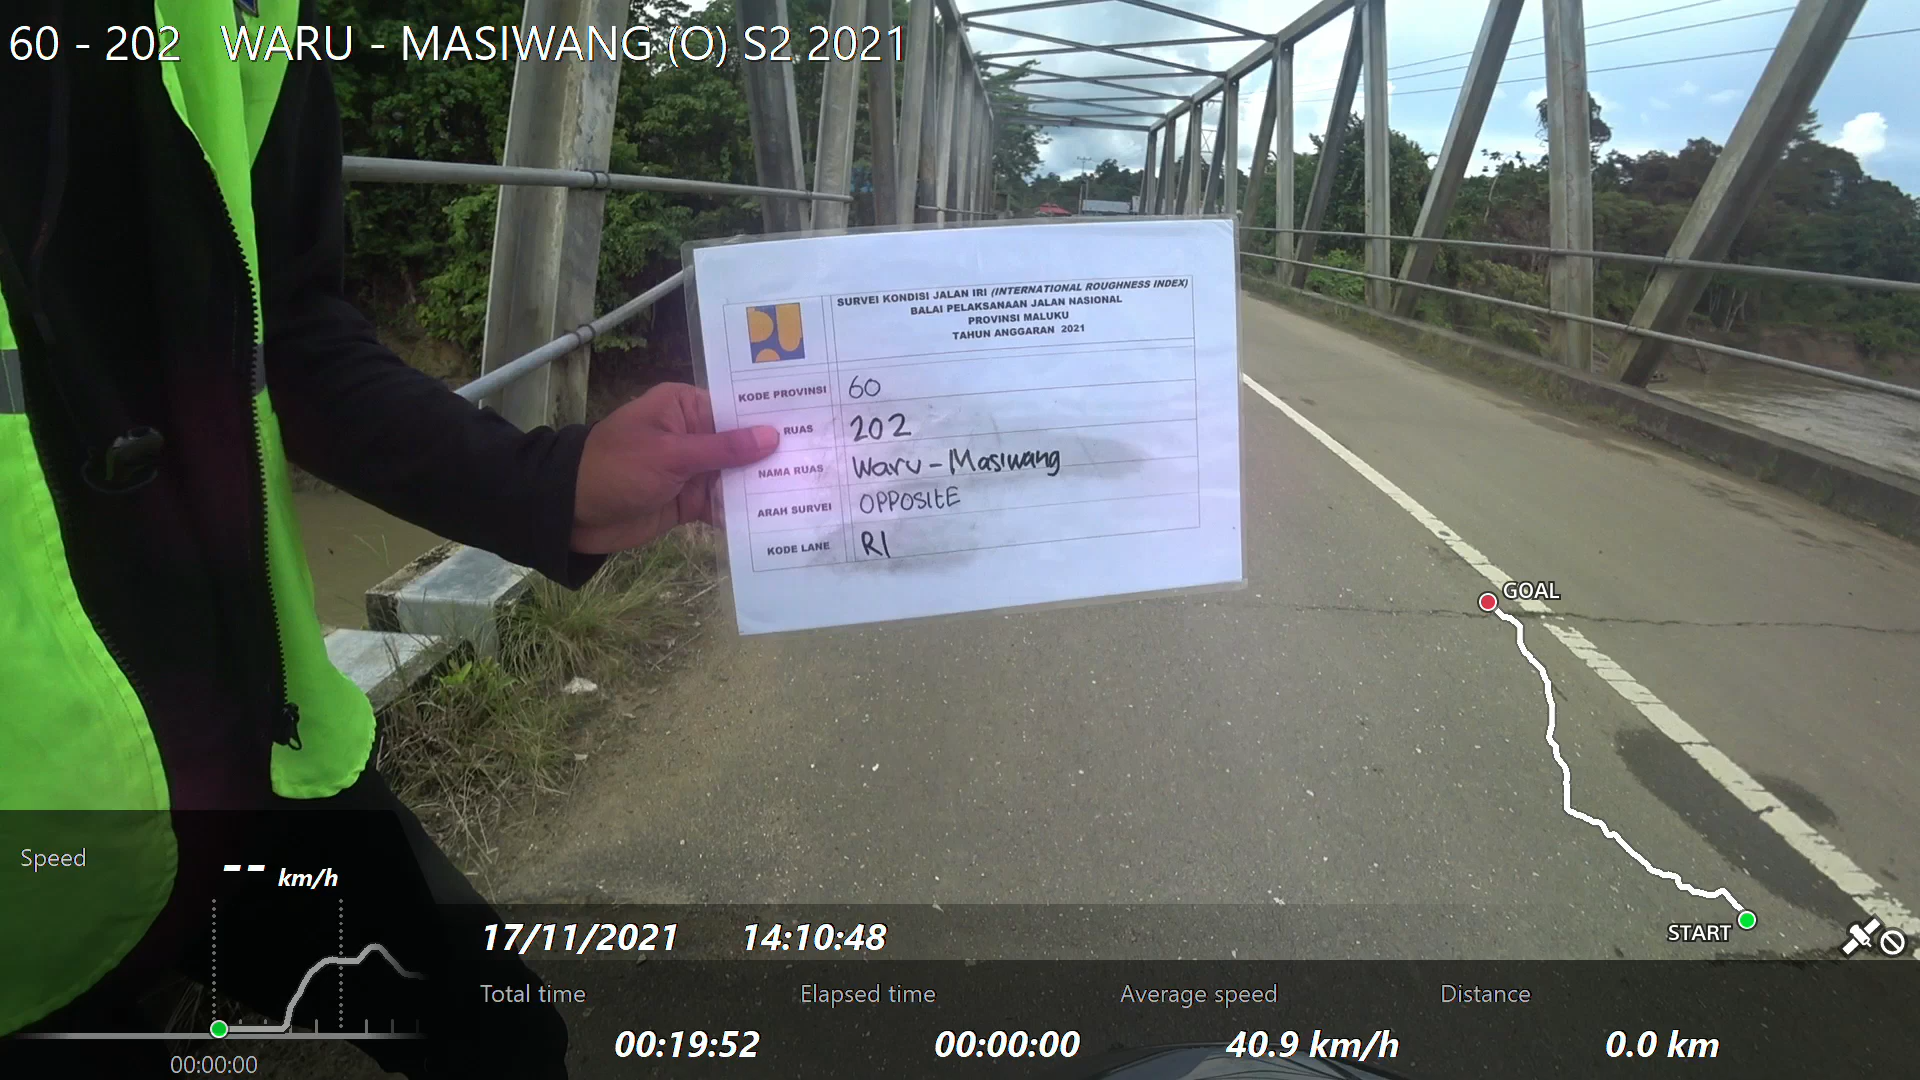 60 - 202 WARU - MASIWANG (O) S2 2021
SURVEI KONDISI JALAN IRI (INTERNATIONAL ROUGHNESS INDEX)
BALAI PELAKSANAAN JALAN NASIONAL
PROVINSI MALUKU
TAHUN ANGGARAN 2021
KODE PROVINSI 60
RUAS 202
NAMA RUAS Waru - Masiwang
ARAH SURVEI OPPOSITE
KODE LANE R1
GOAL
START
Speed
-- km/h
00:00:00
17/11/2021 14:10:48
Total time Elapsed time Average speed Distance
00:19:52 00:00:00 40.9 km/h 0.0 km